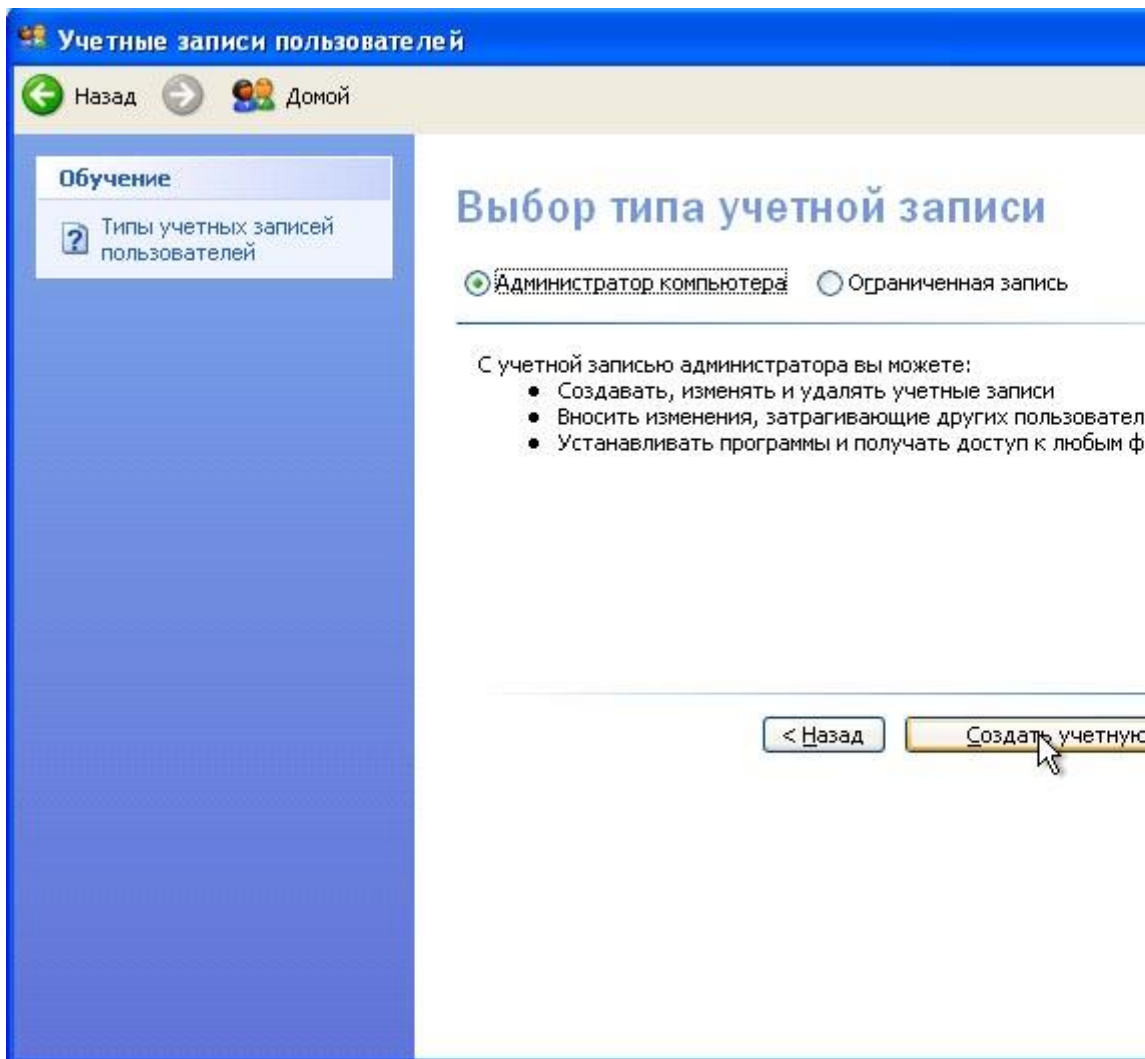 Учетные записи пользователей
Назад Домой
Обучение
Типы учетных записей
пользователей
Выбор типа учетной записи
Администратор компьютера Ограниченная запись
С учетной записью администратора вы можете:
• Создавать, изменять и удалять учетные записи
• Вносить изменения, затрагивающие других пользовател
• Устанавливать программы и получать доступ к любым ф
< Назад Создать учетную